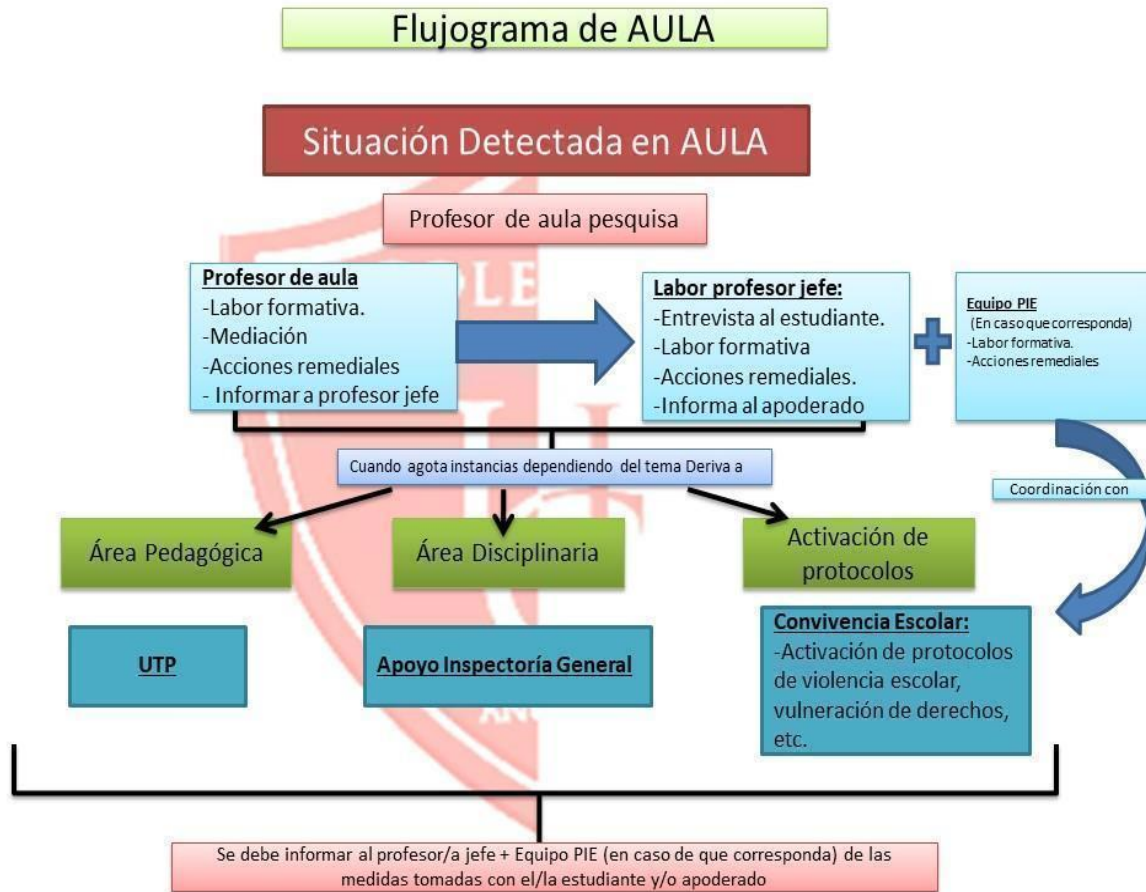 Flujograma de AULA
Situación Detectada en AULA
Profesor de aula pesquisa
Profesor de aula
-Labor formativa.
-Mediación
-Acciones remediales
- Informar a profesor jefe
Labor profesor jefe:
-Entrevista al estudiante.
-Labor formativa
-Acciones remediales.
-Informa al apoderado
Equipo PIE
(En caso que corresponda)
-Labor formativa.
-Acciones remediales
Cuando agota instancias dependiendo del tema Deriva a
Coordinación con
Área Pedagógica
Área Disciplinaria
Activación de
protocolos
UTP
Apoyo Inspectoría General
Convivencia Escolar:
-Activación de protocolos
de violencia escolar,
vulneración de derechos,
etc.
Se debe informar al profesor/a jefe + Equipo PIE (en caso de que corresponda) de las
medidas tomadas con el/la estudiante y/o apoderado